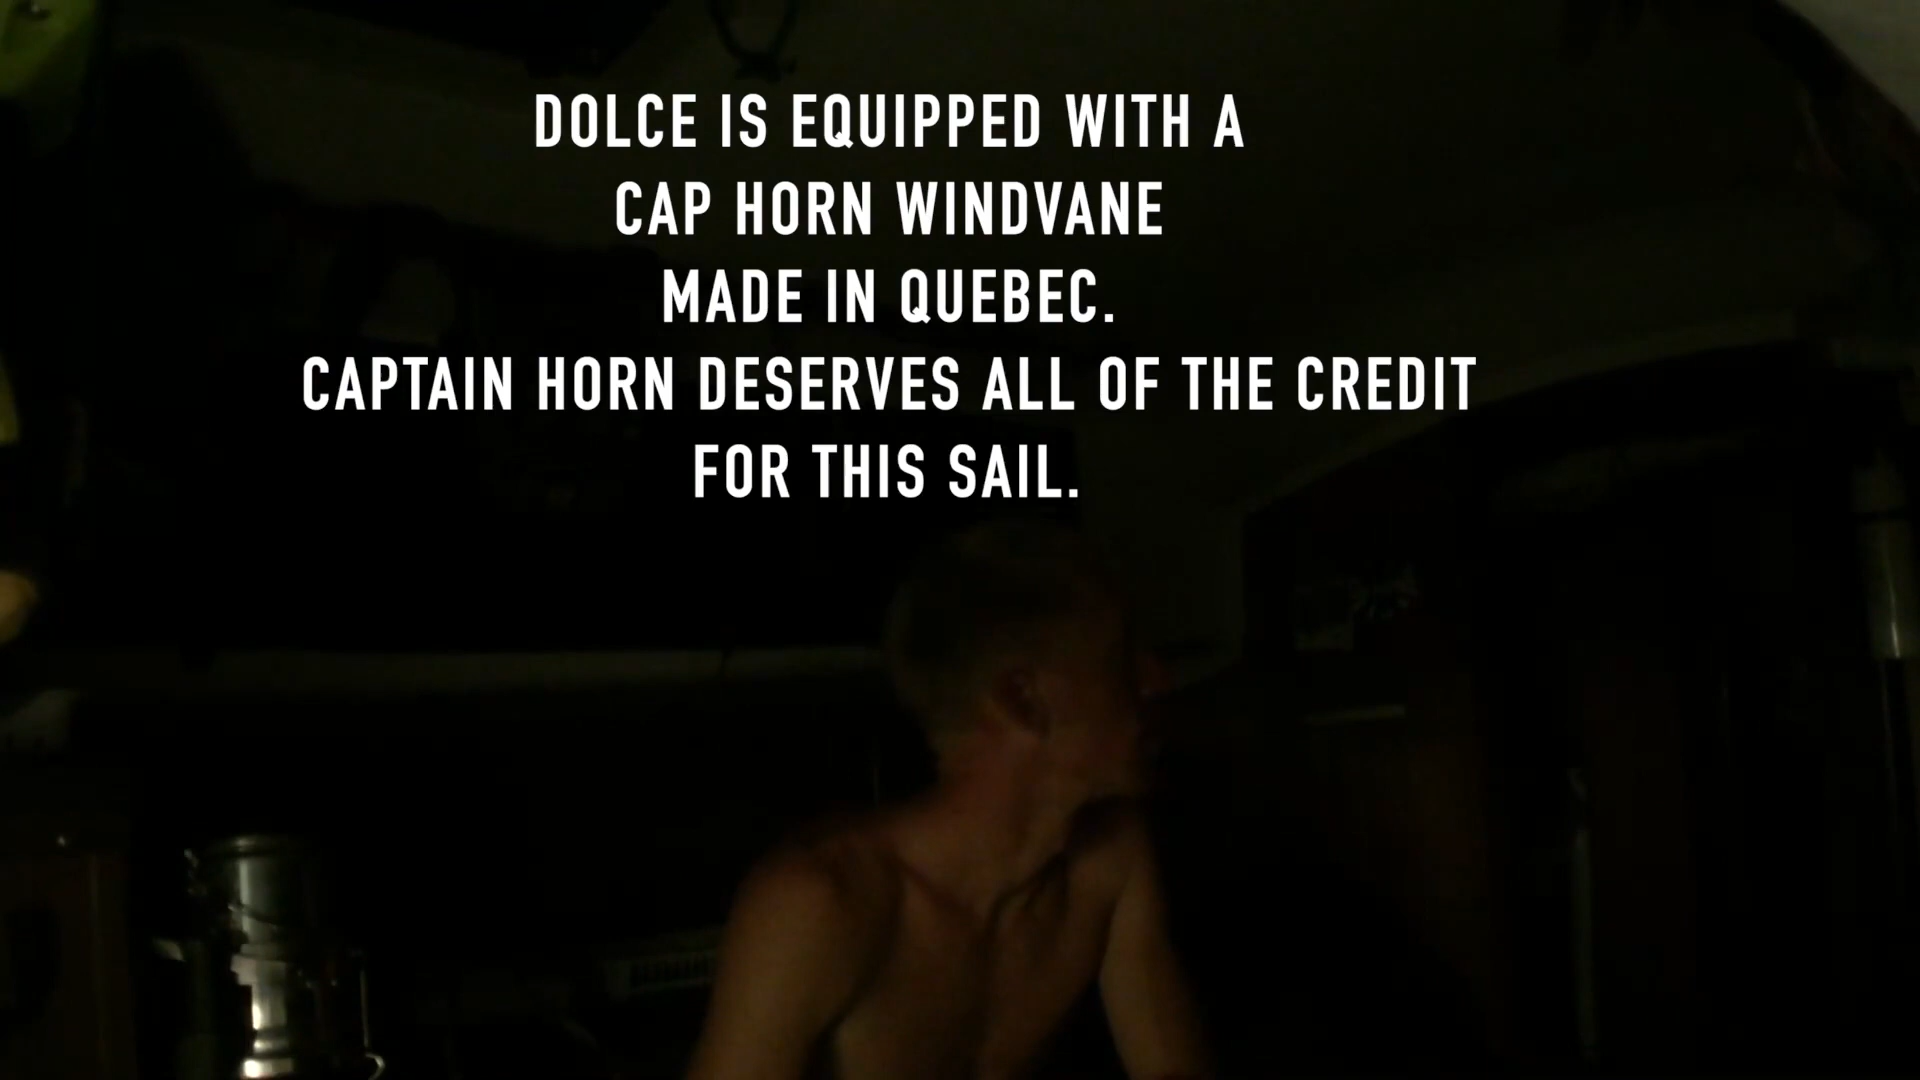 DOLCE IS EQUIPPED WITH A
CAP HORN WINDVANE
MADE IN QUEBEC.
CAPTAIN HORN DESERVES ALL OF THE CREDIT
FOR THIS SAIL.